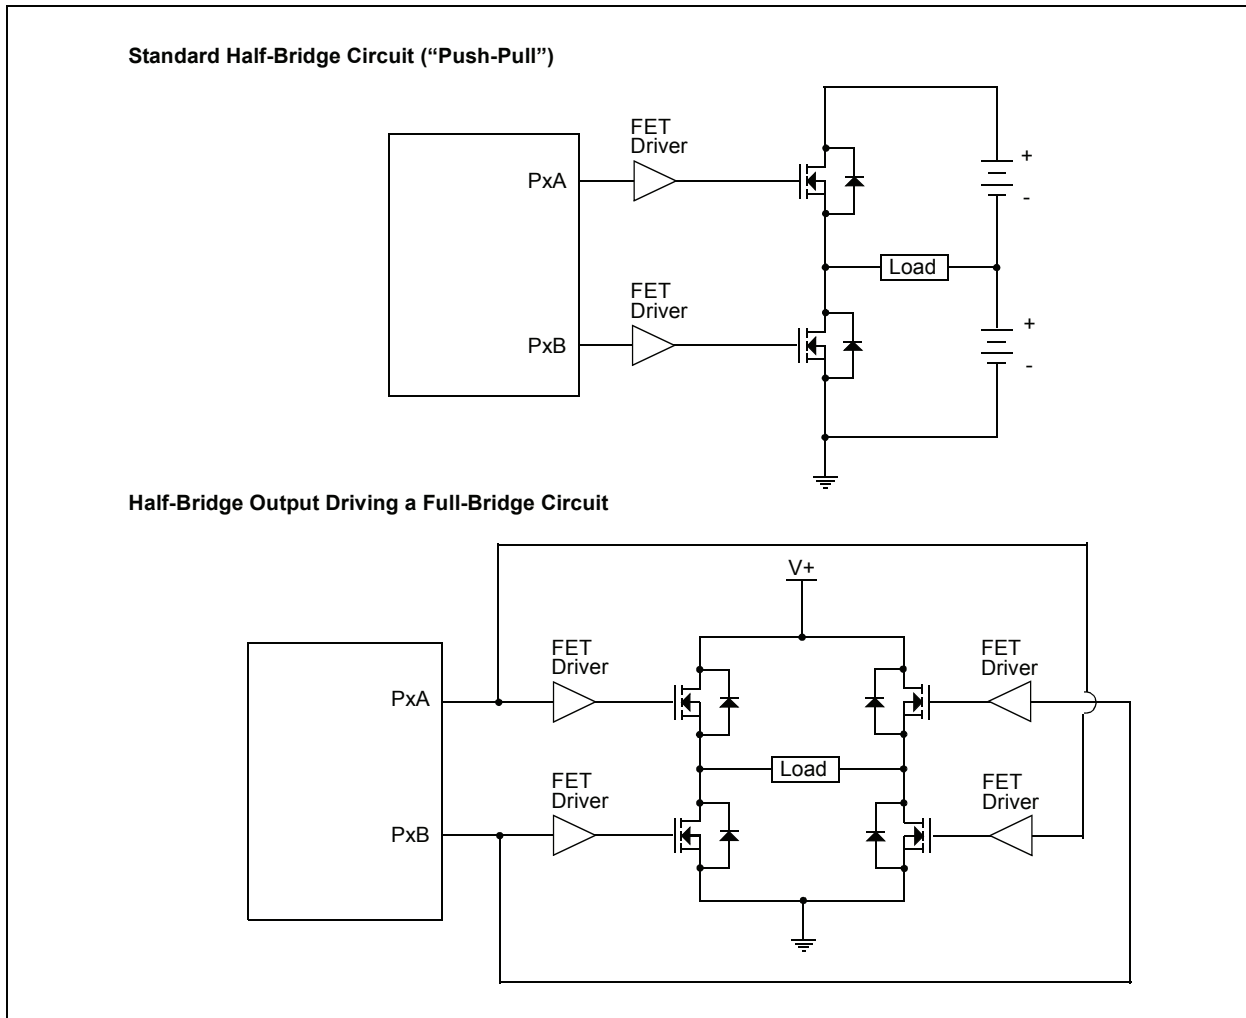 Standard Half-Bridge Circuit (“Push-Pull”)
FET
Driver
PxA
+
-
Load
FET
Driver
PxB
+
-
Half-Bridge Output Driving a Full-Bridge Circuit
V+
FET
Driver
FET
Driver
PxA
Load
FET
Driver
FET
Driver
PxB